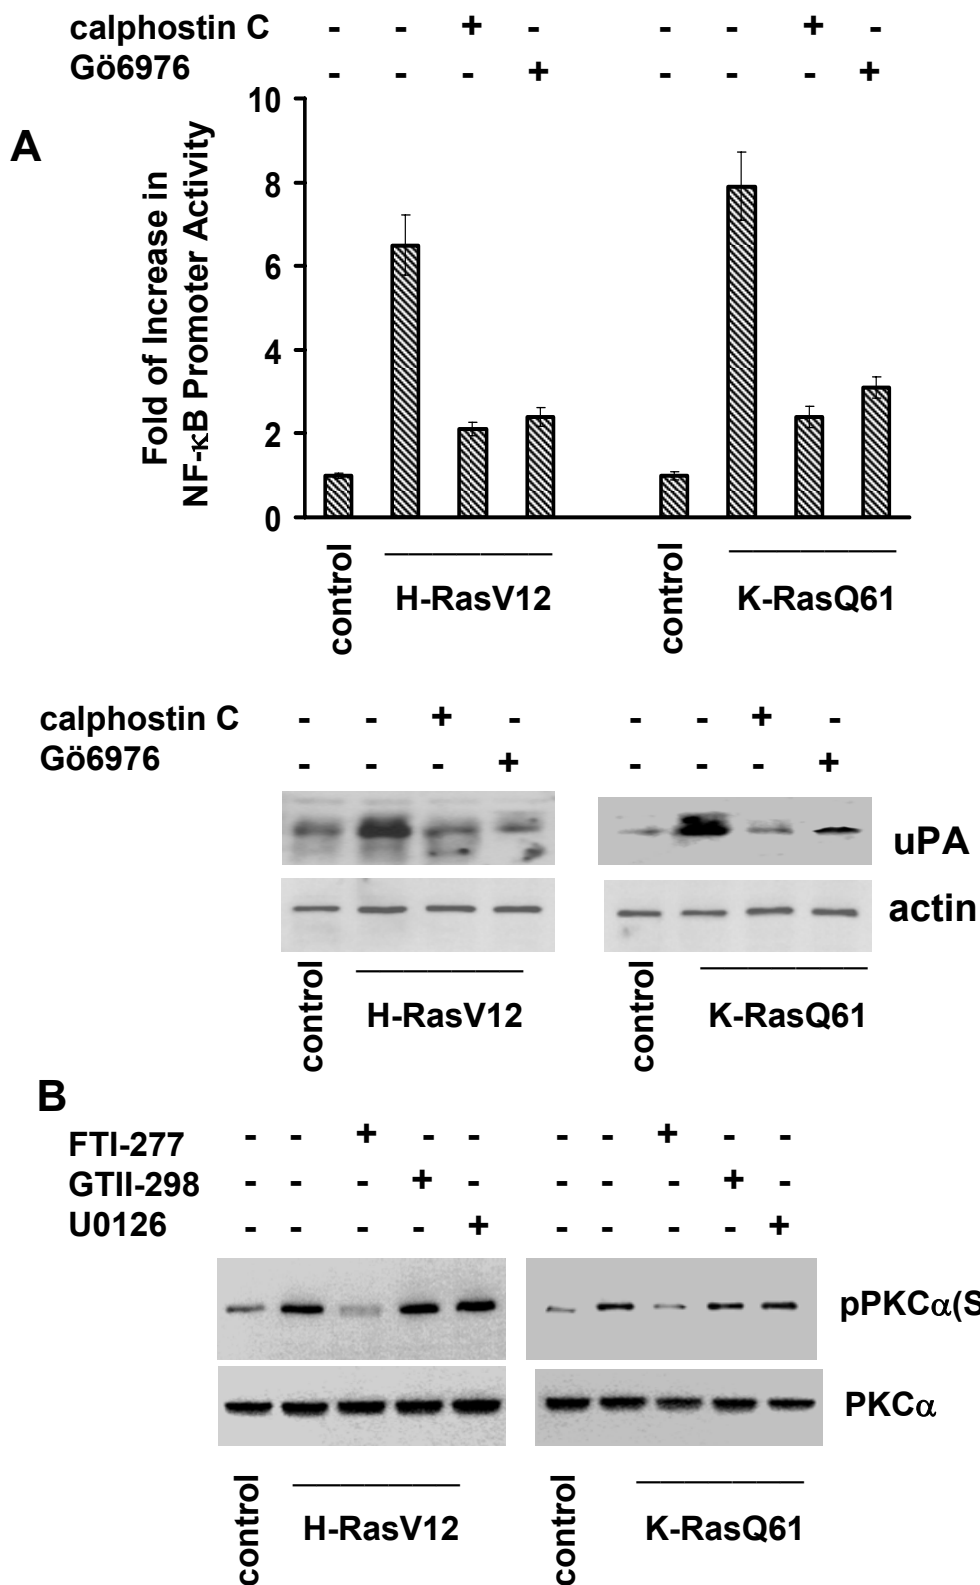 calphostin C - - + - - - + -
Gö6976 - - - + - - - +
A
Fold of Increase in
NF-κB Promoter Activity
10
8
6
4
2
0
control
H-RasV12
control
K-RasQ61
calphostin C - - + - - - + -
Gö6976 - - - + - - - +
uPA
actin
control
H-RasV12
control
K-RasQ61
B
FTI-277 - - + - - - - + - -
GTII-298 - - - + - - - - + -
U0126 - - - - + - - - - +
pPKCα(S
PKCα
control
H-RasV12
control
K-RasQ61